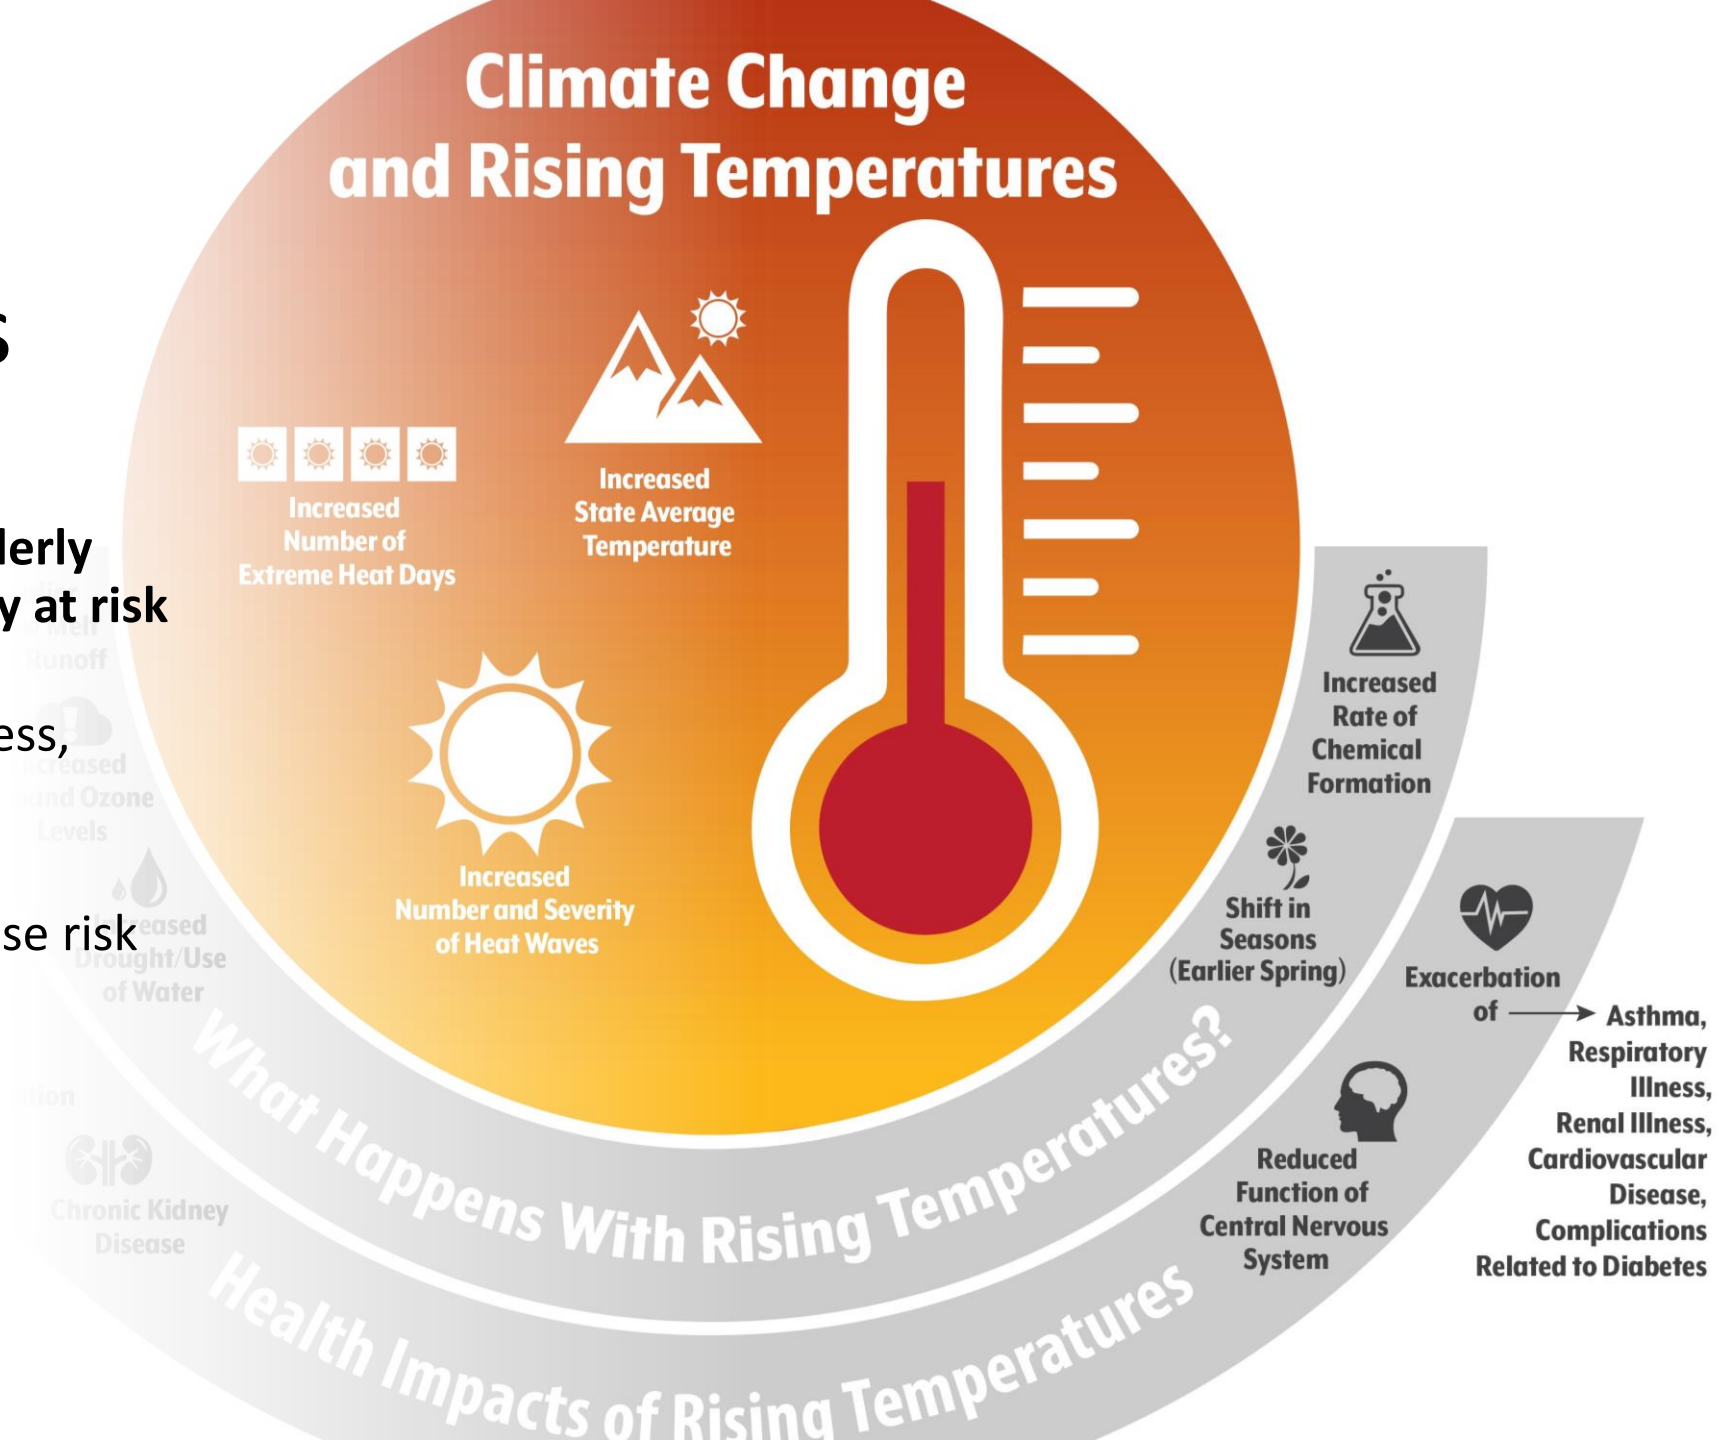 Climate Change
and Rising Temperatures
Increased
State Average
Temperature
Increased
Number of
Extreme Heat Days
Increased
Number and Severity
of Heat Waves
s
at risk
risk
Runoff
Ozone
Levels
Drought/Use
of Water
Chronic Kidney
Disease
Increased
Rate of
Chemical
Formation
Shift in
Seasons
(Earlier Spring)
What Happens With Rising Temperatures?
Exacerbation
of
Asthma,
Respiratory
Illness,
Renal Illness,
Cardiovascular
Disease,
Complications
Related to Diabetes
Reduced
Function of
Central Nervous
System
Health Impacts of Rising Temperatures